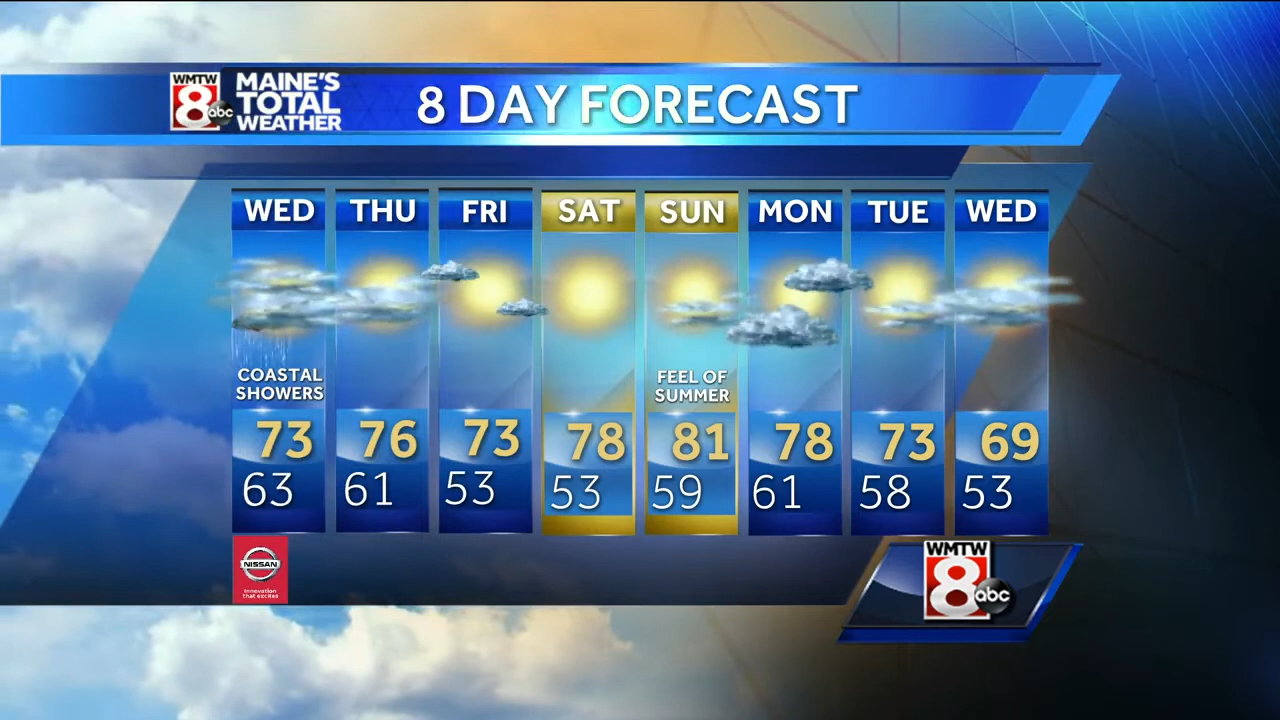 WMTW
8
abc
MAINE'S
TOTAL
WEATHER
8 DAY FORECAST
WED THU FRI SAT SUN MON TUE WED
COASTAL
SHOWERS
FEEL OF
SUMMER
73 76 73 78 81 78 73 69
63 61 53 53 59 61 58 53
NISSAN
Innovation
that excites
WMTW
8
abc